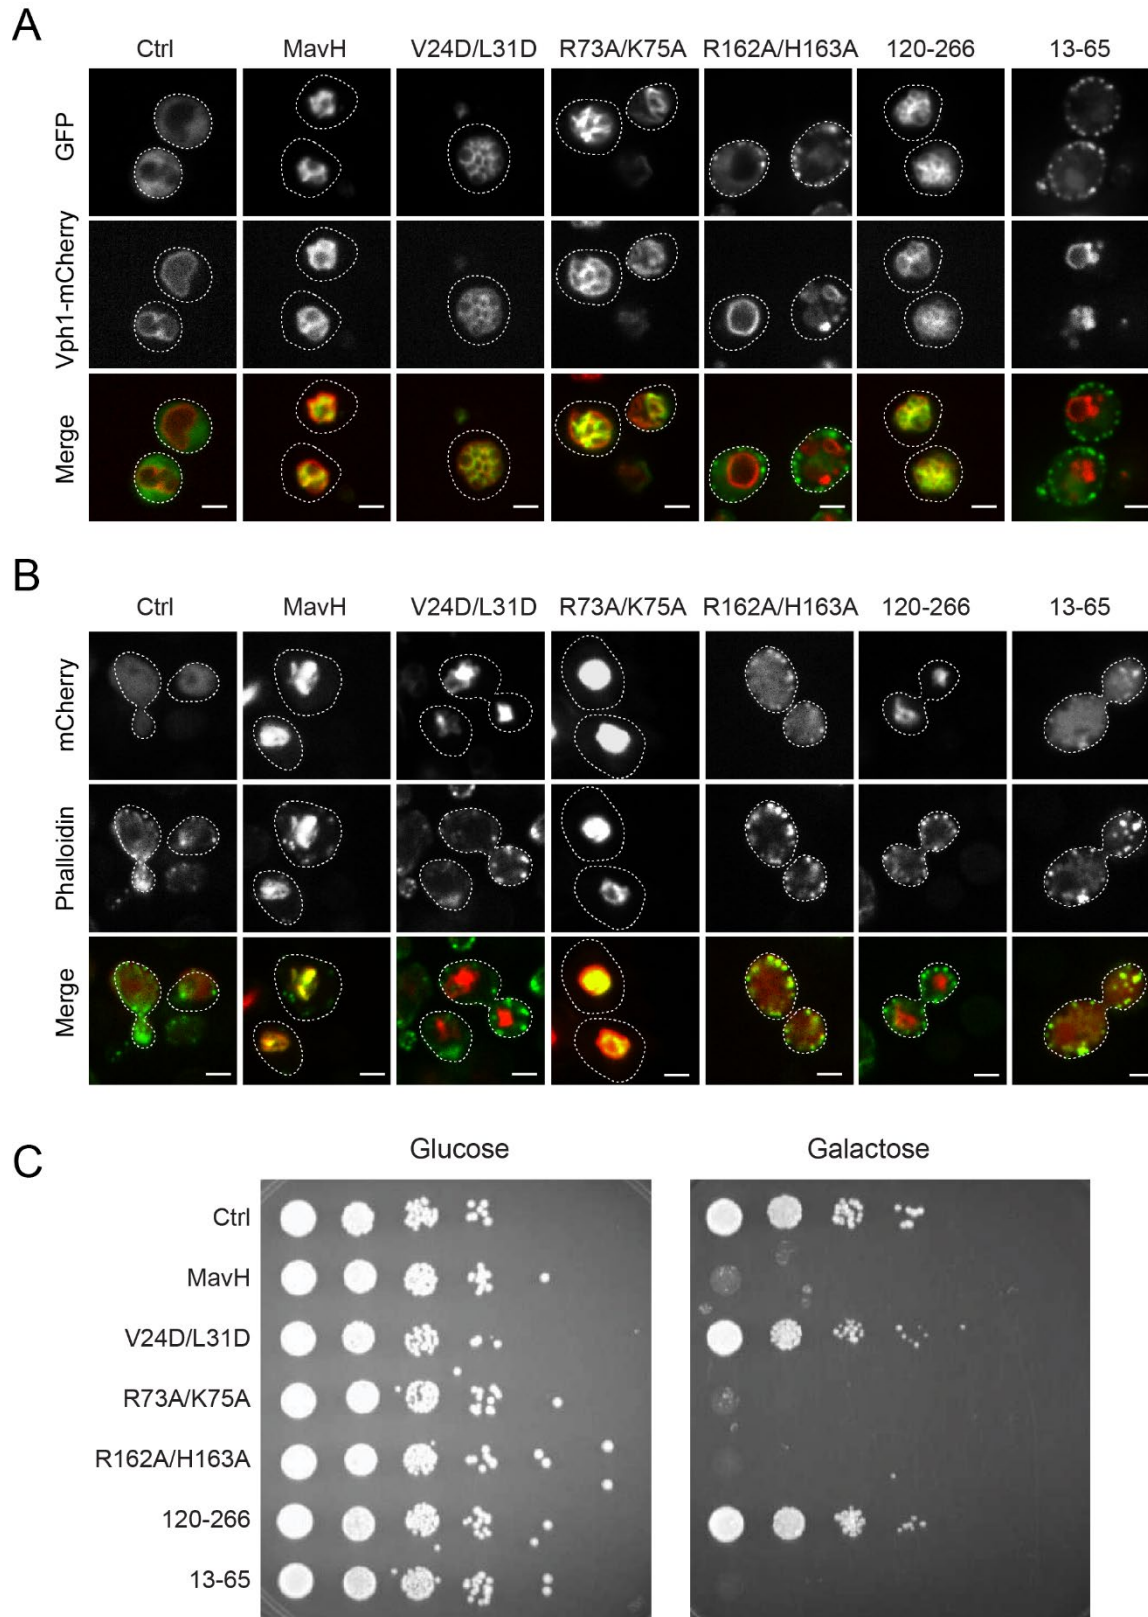 A
Ctrl MavH V24D/L31D R73A/K75A R162A/H163A 120-266 13-65
GFP
Vph1-mCherry
Merge
B
Ctrl MavH V24D/L31D R73A/K75A R162A/H163A 120-266 13-65
mCherry
Phalloidin
Merge
C
Glucose Galactose
Ctrl
MavH
V24D/L31D
R73A/K75A
R162A/H163A
120-266
13-65